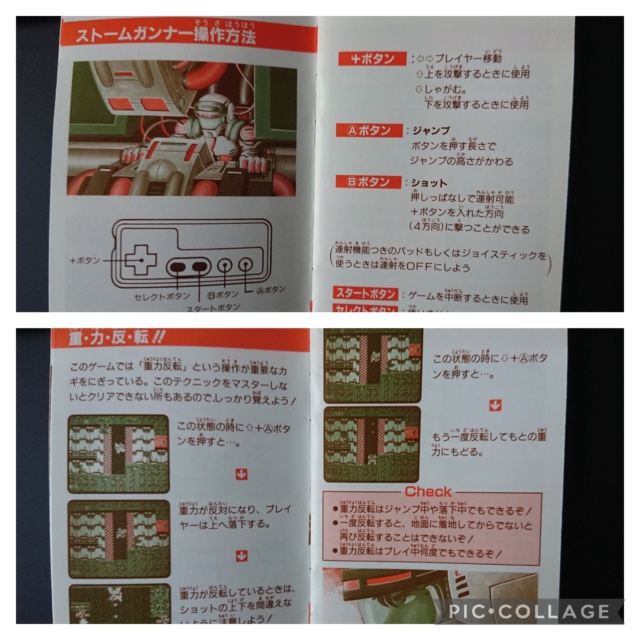 ストームガンナー操作方法
+ボタン
セレクトボタン
スタートボタン
Ⓑボタン
Ⓐボタン
+ボタン :⇦⇨プレイヤー移動
⇧上を攻撃するときに使用
⇩しゃがむ。
下を攻撃するときに使用
Ⓐボタン :ジャンプ
ボタンを押す長さで
ジャンプの高さがかわる
Ⓑボタン :ショット
押しっぱなしで連射可能
+ボタンを入れた方向
(4方向)に撃つことができる
(連射機能つきのパッドもしくはジョイスティックを
使うときは連射をOFFにしよう)
スタートボタン :ゲームを中断するときに使用
セレクトボタン
重・力・反・転!!
このゲームでは「重力反転」という操作が重要なカ
ギをにぎっている。このテクニックをマスターしな
いとクリアできない所もあるので、しっかり覚えよう!
この状態の時に⇧+Ⓐボタ
ンを押すと…。
重力が反対になり、プレイ
ヤーは上へ落下する。
重力が反転しているときは、
ショットの上下を間違えな
いように注意しよう!
この状態の時に⇩+Ⓐボタ
ンを押すと…。
もう一度反転してもとの重
力にもどる。
Check
●重力反転はジャンプ中や落下中でもできるぞ!
●一度反転すると、地面に着地してからでないと
再び反転することはできないぞ!
●重力反転はプレイ中何度でもできるぞ!
PIC•COLLAGE